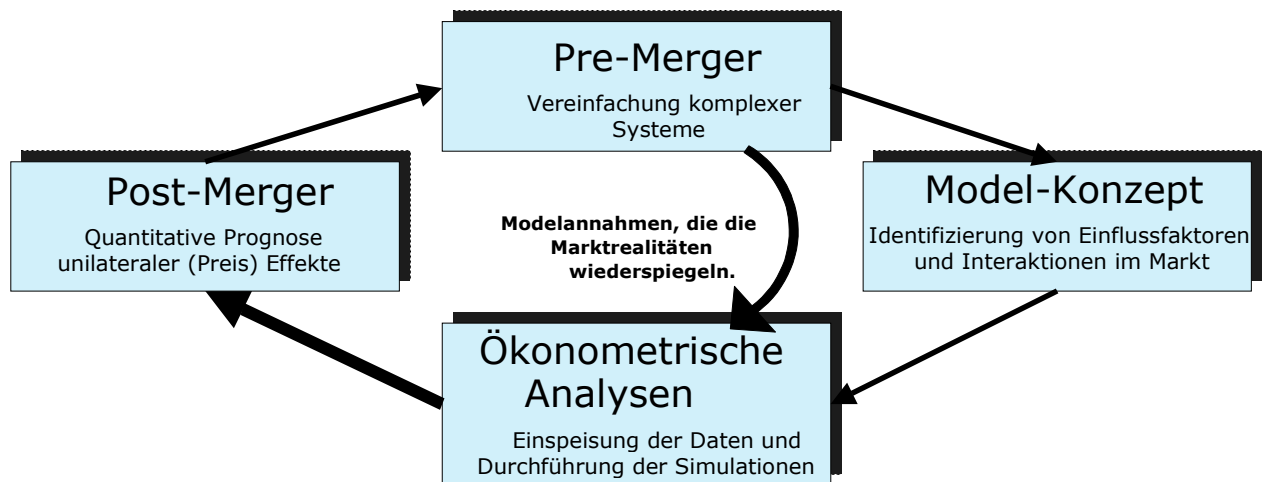 Pre-Merger
Vereinfachung komplexer
Systeme
Post-Merger
Quantitative Prognose
unilateraler (Preis) Effekte
Modelannahmen, die die
Marktrealitäten
wiederspiegeln.
Model-Konzept
Identifizierung von Einflussfaktoren
und Interaktionen im Markt
Ökonometrische
Analysen
Einspeisung der Daten und
Durchführung der Simulationen